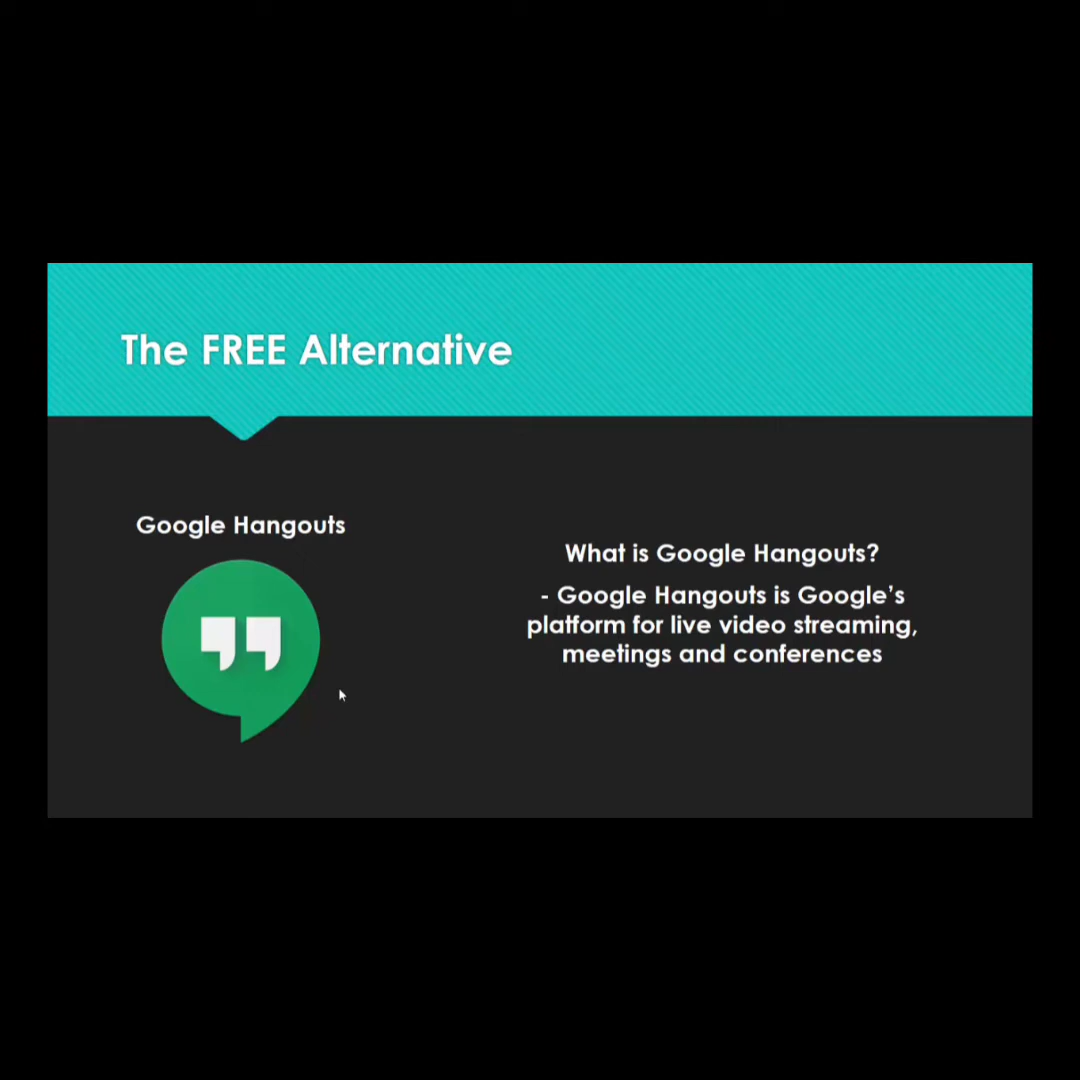 The FREE Alternative
Google Hangouts
What is Google Hangouts?
- Google Hangouts is Google’s
platform for live video streaming,
meetings and conferences